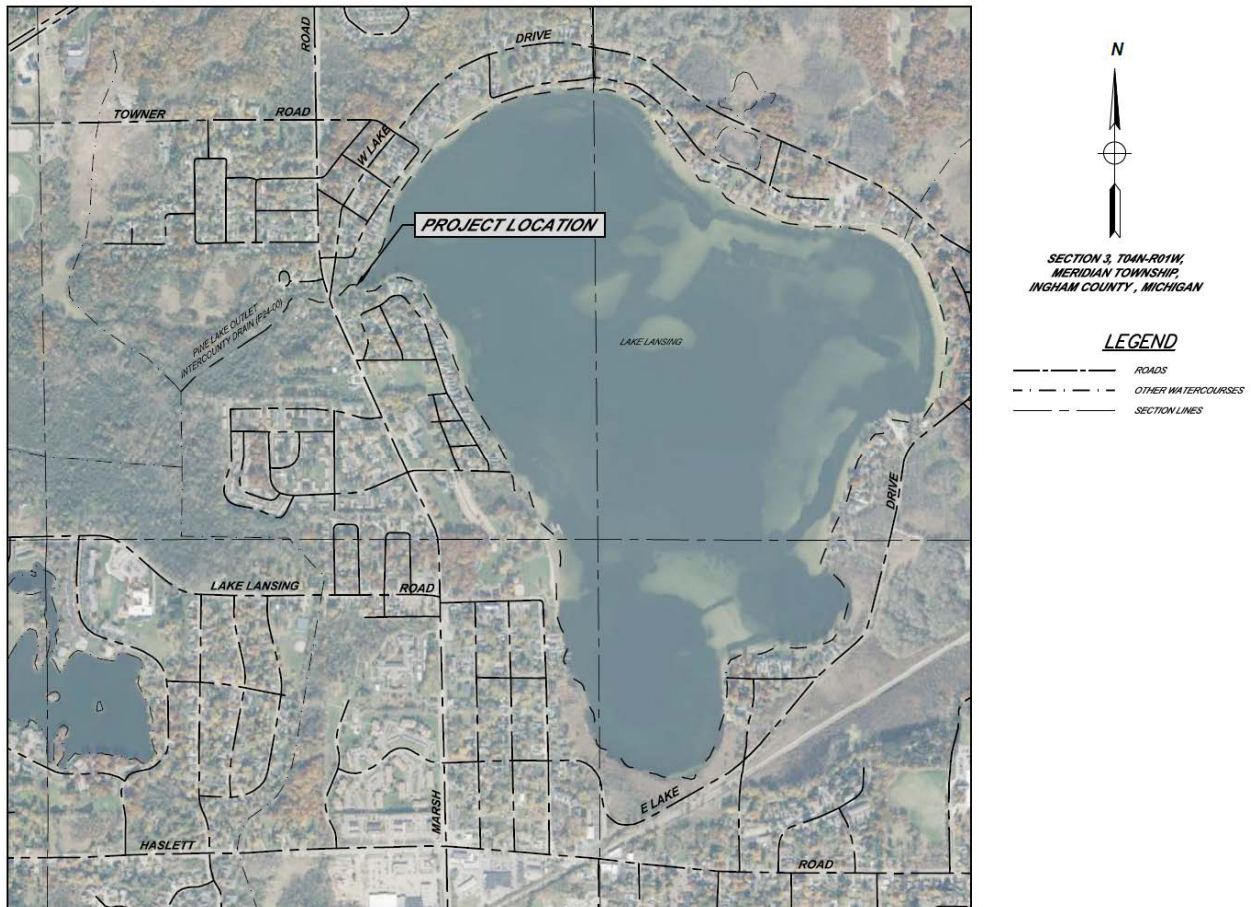 ROAD
DRIVE
TOWNER ROAD
W LAKE
PROJECT LOCATION
PINE LAKE OUTLET
INTERCOUNTY DRAIN (P24-00)
LAKE LANSING
DRIVE
LAKE LANSING ROAD
MARSH
E LAKE
HASLETT ROAD
N
SECTION 3, T04N-R01W,
MERIDIAN TOWNSHIP,
INGHAM COUNTY , MICHIGAN
LEGEND
ROADS
OTHER WATERCOURSES
SECTION LINES